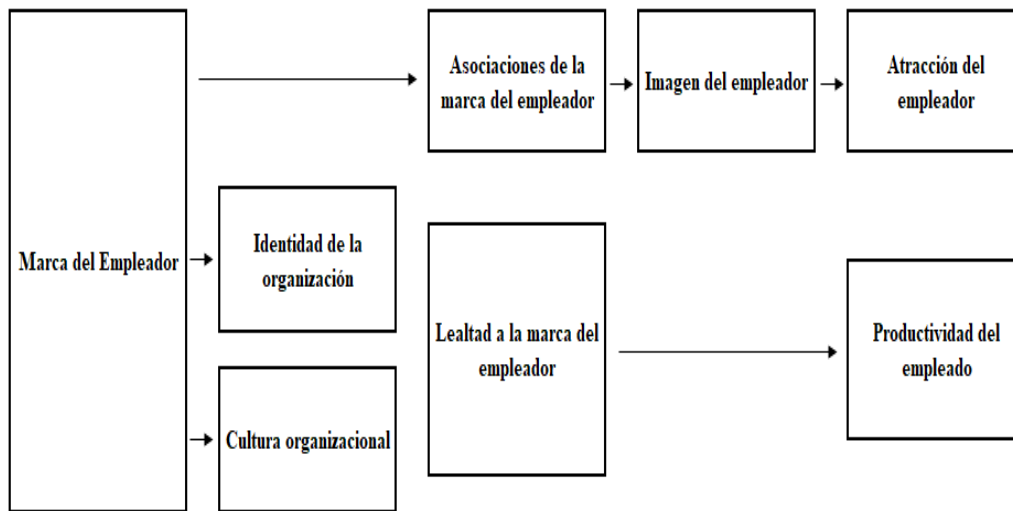 Asociaciones de la
marca del empleador
Imagen del empleador
Atracción del
empleador
Marca del Empleador
Identidad de la
organización
Lealtad a la marca del
empleador
Productividad del
empleado
Cultura organizacional